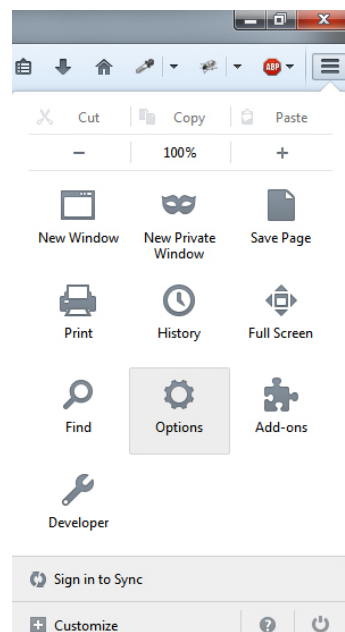 ABP
Cut Copy Paste
− 100% +
New Window New Private Window Save Page
Print History Full Screen
Find Options Add-ons
Developer
Sign in to Sync
Customize